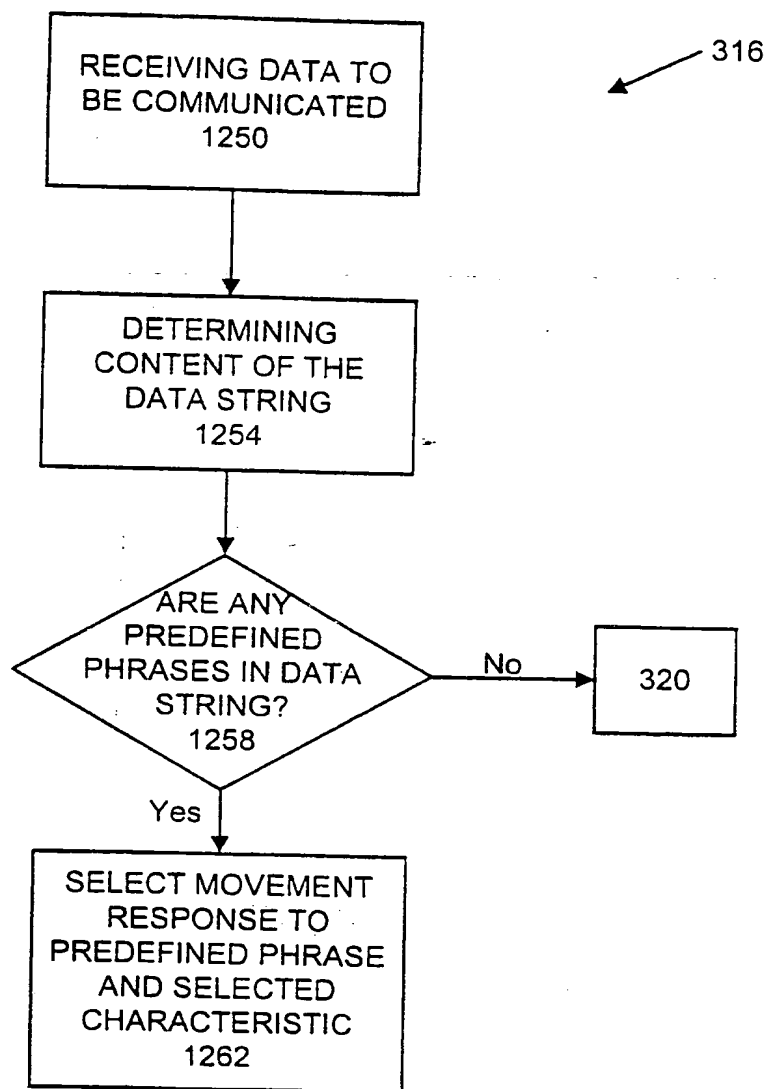 316
RECEIVING DATA TO
BE COMMUNICATED
1250
DETERMINING
CONTENT OF THE
DATA STRING
1254
ARE ANY
PREDEFINED
PHRASES IN DATA
STRING?
1258
No
320
Yes
SELECT MOVEMENT
RESPONSE TO
PREDEFINED PHRASE
AND SELECTED
CHARACTERISTIC
1262